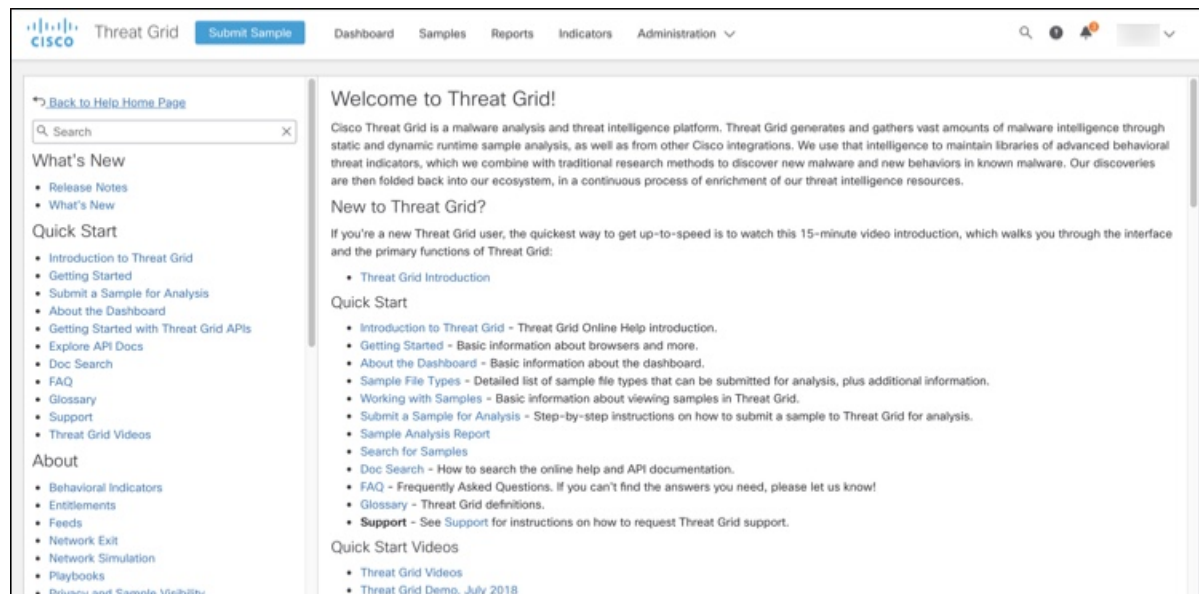 CISCO
Threat Grid
Submit Sample
Dashboard
Samples
Reports
Indicators
Administration
Back to Help Home Page
Search
What's New
• Release Notes
• What's New
Quick Start
• Introduction to Threat Grid
• Getting Started
• Submit a Sample for Analysis
• About the Dashboard
• Getting Started with Threat Grid APIs
• Explore API Docs
• Doc Search
• FAQ
• Glossary
• Support
• Threat Grid Videos
About
• Behavioral Indicators
• Entitlements
• Feeds
• Network Exit
• Network Simulation
• Playbooks
• Privacy and Sample Visibility
Welcome to Threat Grid!
Cisco Threat Grid is a malware analysis and threat intelligence platform. Threat Grid generates and gathers vast amounts of malware intelligence through
static and dynamic runtime sample analysis, as well as from other Cisco integrations. We use that intelligence to maintain libraries of advanced behavioral
threat indicators, which we combine with traditional research methods to discover new malware and new behaviors in known malware. Our discoveries
are then folded back into our ecosystem, in a continuous process of enrichment of our threat intelligence resources.
New to Threat Grid?
If you're a new Threat Grid user, the quickest way to get up-to-speed is to watch this 15-minute video introduction, which walks you through the interface
and the primary functions of Threat Grid:
• Threat Grid Introduction
Quick Start
• Introduction to Threat Grid - Threat Grid Online Help introduction.
• Getting Started - Basic information about browsers and more.
• About the Dashboard - Basic information about the dashboard.
• Sample File Types - Detailed list of sample file types that can be submitted for analysis, plus additional information.
• Working with Samples - Basic information about viewing samples in Threat Grid.
• Submit a Sample for Analysis - Step-by-step instructions on how to submit a sample to Threat Grid for analysis.
• Sample Analysis Report
• Search for Samples
• Doc Search - How to search the online help and API documentation.
• FAQ - Frequently Asked Questions. If you can't find the answers you need, please let us know!
• Glossary - Threat Grid definitions.
• Support - See Support for instructions on how to request Threat Grid support.
Quick Start Videos
• Threat Grid Videos
• Threat Grid Demo, July 2018